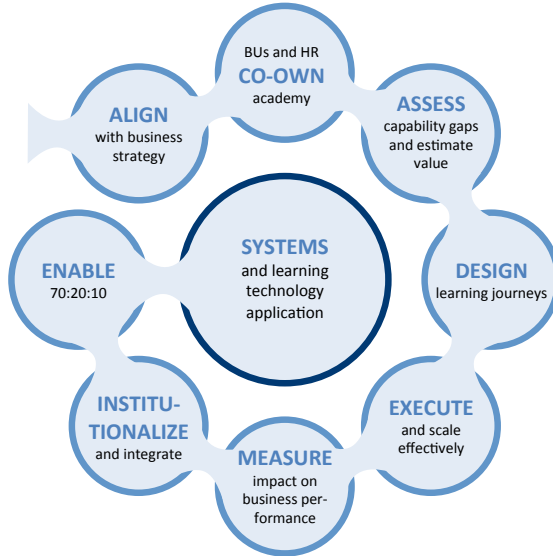 ALIGN
with business
strategy
BUs and HR
CO-OWN
academy
ASSESS
capability gaps
and estimate
value
DESIGN
learning journeys
EXECUTE
and scale
effectively
MEASURE
impact on
business per-
formance
INSTITU-
TIONALIZE
and integrate
ENABLE
70:20:10
SYSTEMS
and learning
technology
application